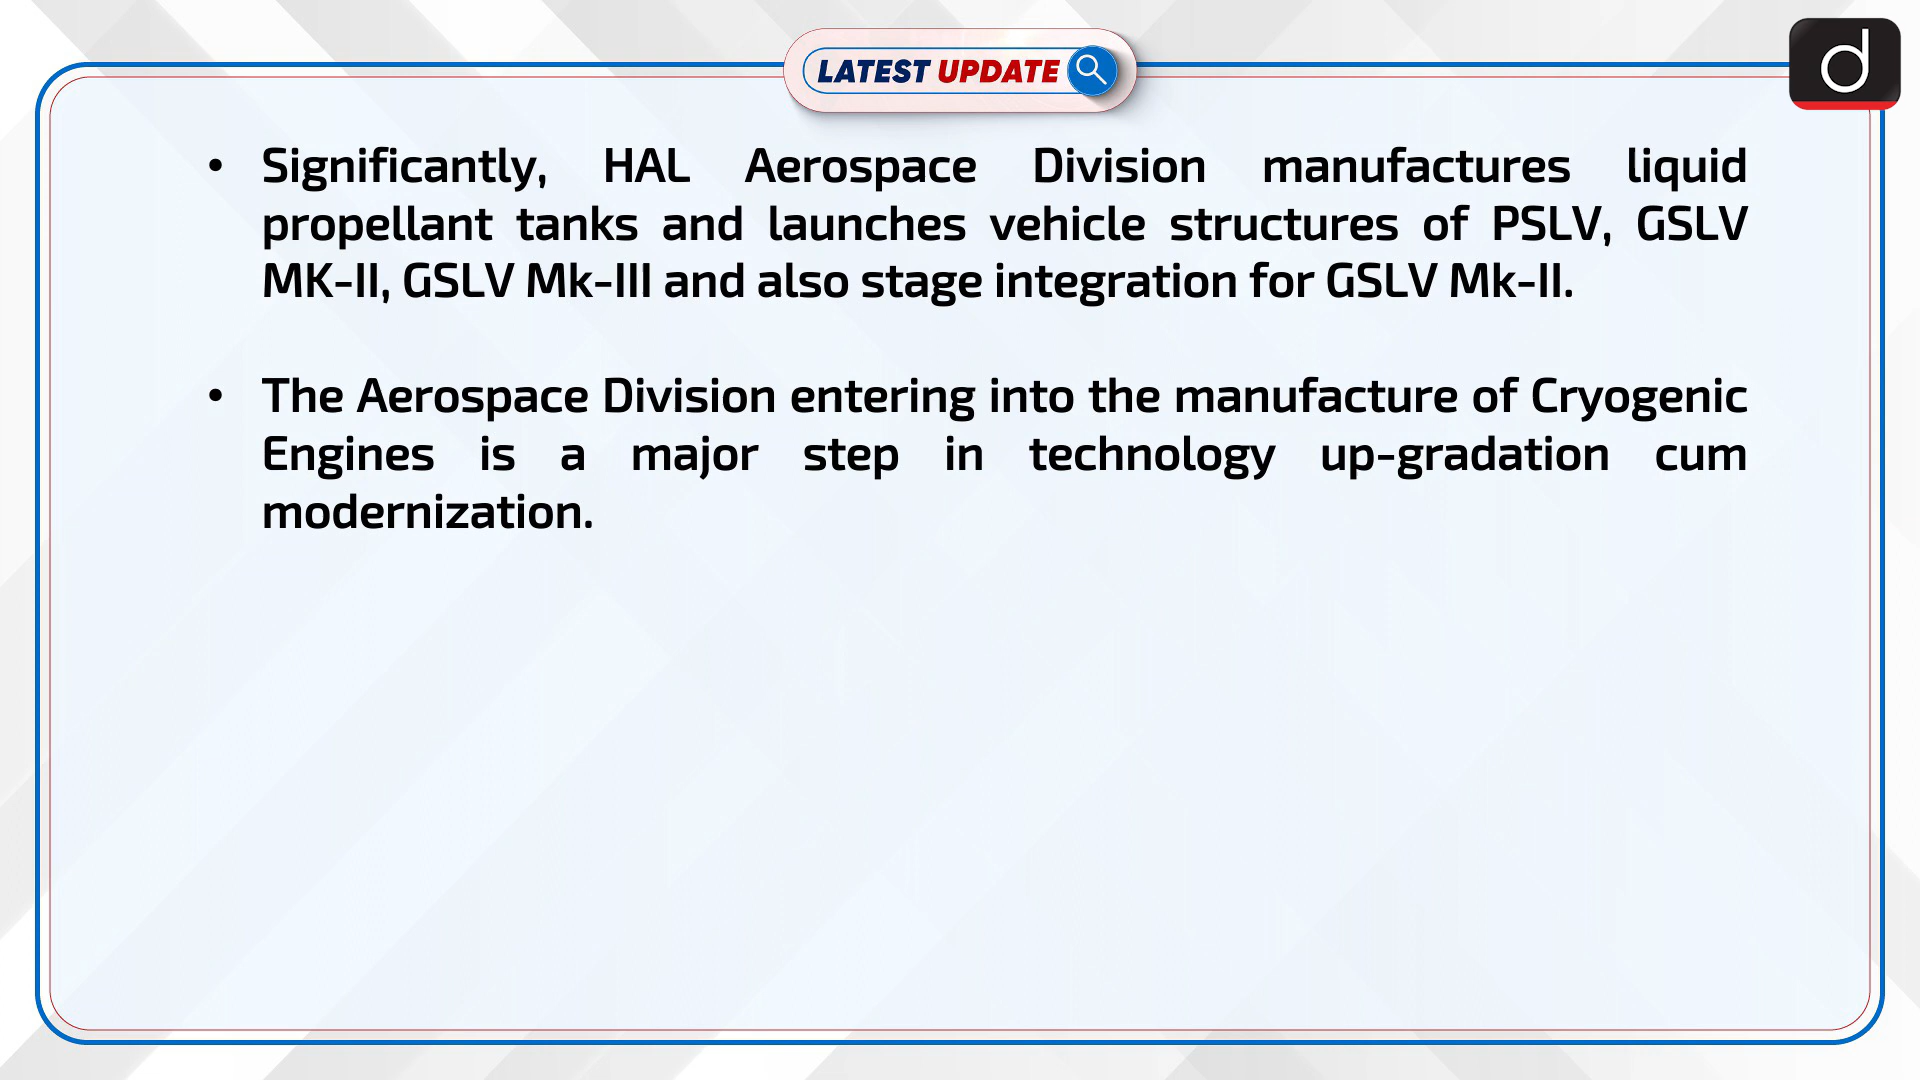 LATEST UPDATE
d
• Significantly, HAL Aerospace Division manufactures liquid
propellant tanks and launches vehicle structures of PSLV, GSLV
MK-II, GSLV Mk-III and also stage integration for GSLV Mk-II.
• The Aerospace Division entering into the manufacture of Cryogenic
Engines is a major step in technology up-gradation cum
modernization.